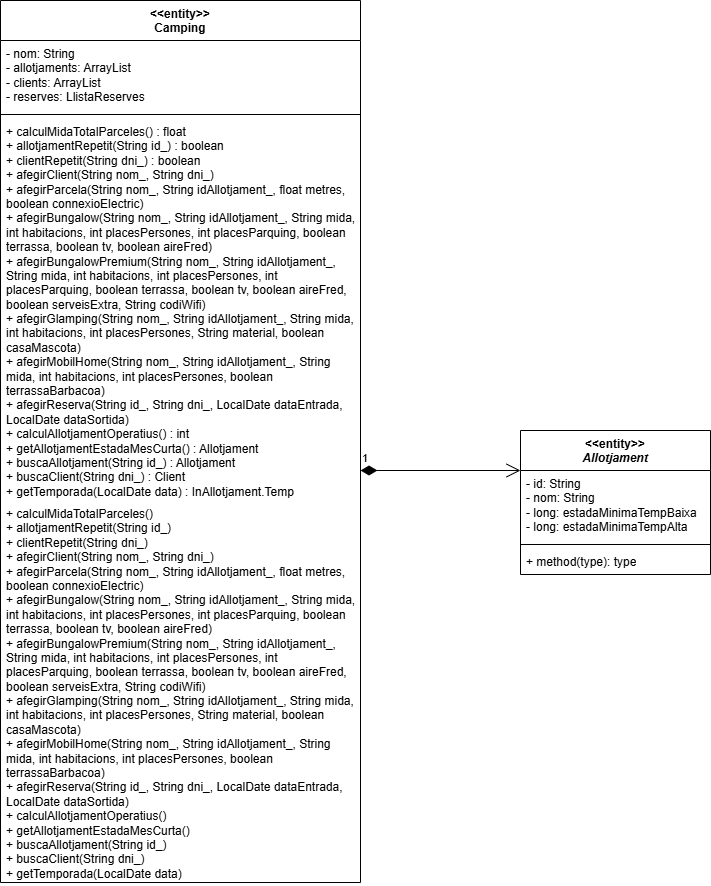 <<entity>>
Camping
- nom: String
- allotjaments: ArrayList
- clients: ArrayList
- reserves: LlistaReserves
+ calculMidaTotalParceles() : float
+ allotjamentRepetit(String id_) : boolean
+ clientRepetit(String dni_) : boolean
+ afegirClient(String nom_, String dni_)
+ afegirParcela(String nom_, String idAllotjament_, float metres,
boolean connexioElectric)
+ afegirBungalow(String nom_, String idAllotjament_, String mida,
int habitacions, int placesPersones, int placesParquing, boolean
terrassa, boolean tv, boolean aireFred)
+ afegirBungalowPremium(String nom_, String idAllotjament_,
String mida, int habitacions, int placesPersones, int
placesParquing, boolean terrassa, boolean tv, boolean aireFred,
boolean serveisExtra, String codiWifi)
+ afegirGlamping(String nom_, String idAllotjament_, String mida,
int habitacions, int placesPersones, String material, boolean
casaMascota)
+ afegirMobilHome(String nom_, String idAllotjament_, String
mida, int habitacions, int placesPersones, boolean
terrassaBarbacoa)
+ afegirReserva(String id_, String dni_, LocalDate dataEntrada,
LocalDate dataSortida)
+ calculAllotjamentOperatius() : int
+ getAllotjamentEstadaMesCurta() : Allotjament
+ buscaAllotjament(String id_) : Allotjament
+ buscaClient(String dni_) : Client
+ getTemporada(LocalDate data) : InAllotjament.Temp
+ calculMidaTotalParceles()
+ allotjamentRepetit(String id_)
+ clientRepetit(String dni_)
+ afegirClient(String nom_, String dni_)
+ afegirParcela(String nom_, String idAllotjament_, float metres,
boolean connexioElectric)
+ afegirBungalow(String nom_, String idAllotjament_, String mida,
int habitacions, int placesPersones, int placesParquing, boolean
terrassa, boolean tv, boolean aireFred)
+ afegirBungalowPremium(String nom_, String idAllotjament_,
String mida, int habitacions, int placesPersones, int
placesParquing, boolean terrassa, boolean tv, boolean aireFred,
boolean serveisExtra, String codiWifi)
+ afegirGlamping(String nom_, String idAllotjament_, String mida,
int habitacions, int placesPersones, String material, boolean
casaMascota)
+ afegirMobilHome(String nom_, String idAllotjament_, String
mida, int habitacions, int placesPersones, boolean
terrassaBarbacoa)
+ afegirReserva(String id_, String dni_, LocalDate dataEntrada,
LocalDate dataSortida)
+ calculAllotjamentOperatius()
+ getAllotjamentEstadaMesCurta()
+ buscaAllotjament(String id_)
+ buscaClient(String dni_)
+ getTemporada(LocalDate data)
1
<<entity>>
Allotjament
- id: String
- nom: String
- long: estadaMinimaTempBaixa
- long: estadaMinimaTempAlta
+ method(type): type